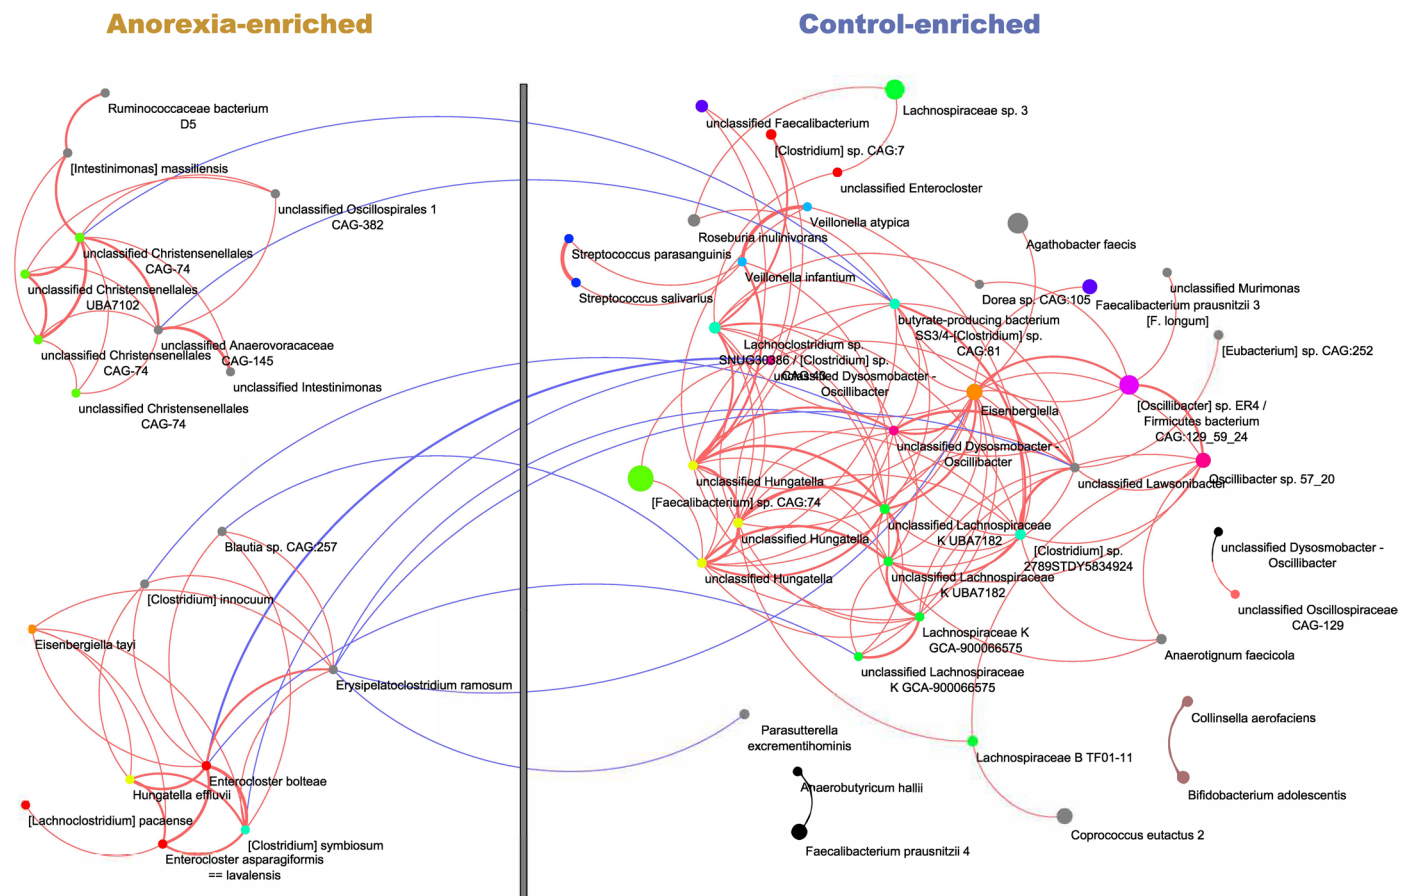 Anorexia-enriched
Control-enriched
Ruminococcaceae bacterium
D5
[Intestinimonas] massiliensis
unclassified Oscillospirales 1
CAG-382
unclassified Christensenellales
CAG-74
unclassified Christensenellales
UBA7102
unclassified Anaerovoracaceae
CAG-145
unclassified Christensenellales
CAG-74
unclassified Intestinimonas
unclassified Christensenellales
CAG-74
Blautia sp. CAG:257
[Clostridium] innocuum
Eisenbergiella tayi
Erysipelatoclostridium ramosum
Enterocloster bolteae
Hungatella effluvii
[Lachnoclostridium] pacaense
[Clostridium] symbiosum
Enterocloster asparagiformis
== lavalensis
Lachnospiraceae sp. 3
unclassified Faecalibacterium
[Clostridium] sp. CAG:7
unclassified Enterocloster
Veillonella atypica
Roseburia inulinivorans
Streptococcus parasanguinis
Agathobacter faecis
Veillonella infantium
Streptococcus salivarius
Dorea sp. CAG:105
unclassified Murimonas
Faecalibacterium prausnitzii 3
[F. longum]
butyrate-producing bacterium
SS3/4-[Clostridium] sp.
CAG:81
Lachnoclostridium sp.
SNUG30386 / [Clostridium] sp.
CAG:43
unclassified Dysosmobacter -
Oscillibacter
[Eubacterium] sp. CAG:252
Eisenbergiella
[Oscillibacter] sp. ER4 /
Firmicutes bacterium
CAG:129_59_24
unclassified Dysosmobacter -
Oscillibacter
unclassified Hungatella
unclassified Lawsonibacter
Oscillibacter sp. 57_20
[Faecalibacterium] sp. CAG:74
unclassified Hungatella
unclassified Lachnospiraceae
K UBA7182
[Clostridium] sp.
2789STDY5834924
unclassified Dysosmobacter -
Oscillibacter
unclassified Hungatella
unclassified Lachnospiraceae
K UBA7182
unclassified Oscillospiraceae
CAG-129
Lachnospiraceae K
GCA-900066575
Anaerotignum faecicola
unclassified Lachnospiraceae
K GCA-900066575
Collinsella aerofaciens
Parasutterella
excrementihominis
Lachnospiraceae B TF01-11
Anaerobutyricum hallii
Bifidobacterium adolescentis
Coprococcus eutactus 2
Faecalibacterium prausnitzii 4